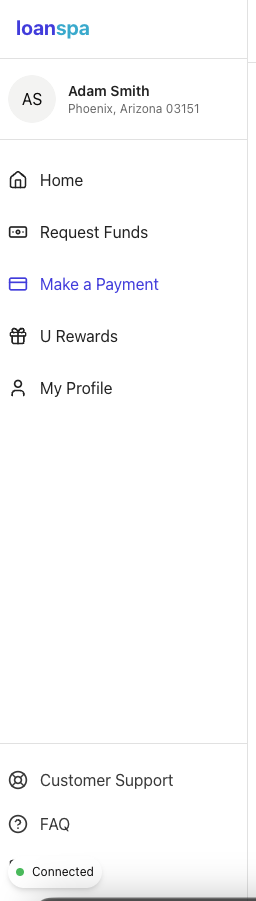 loanspa
AS
Adam Smith
Phoenix, Arizona 03151
Home
Request Funds
Make a Payment
U Rewards
My Profile
Customer Support
FAQ
Connected